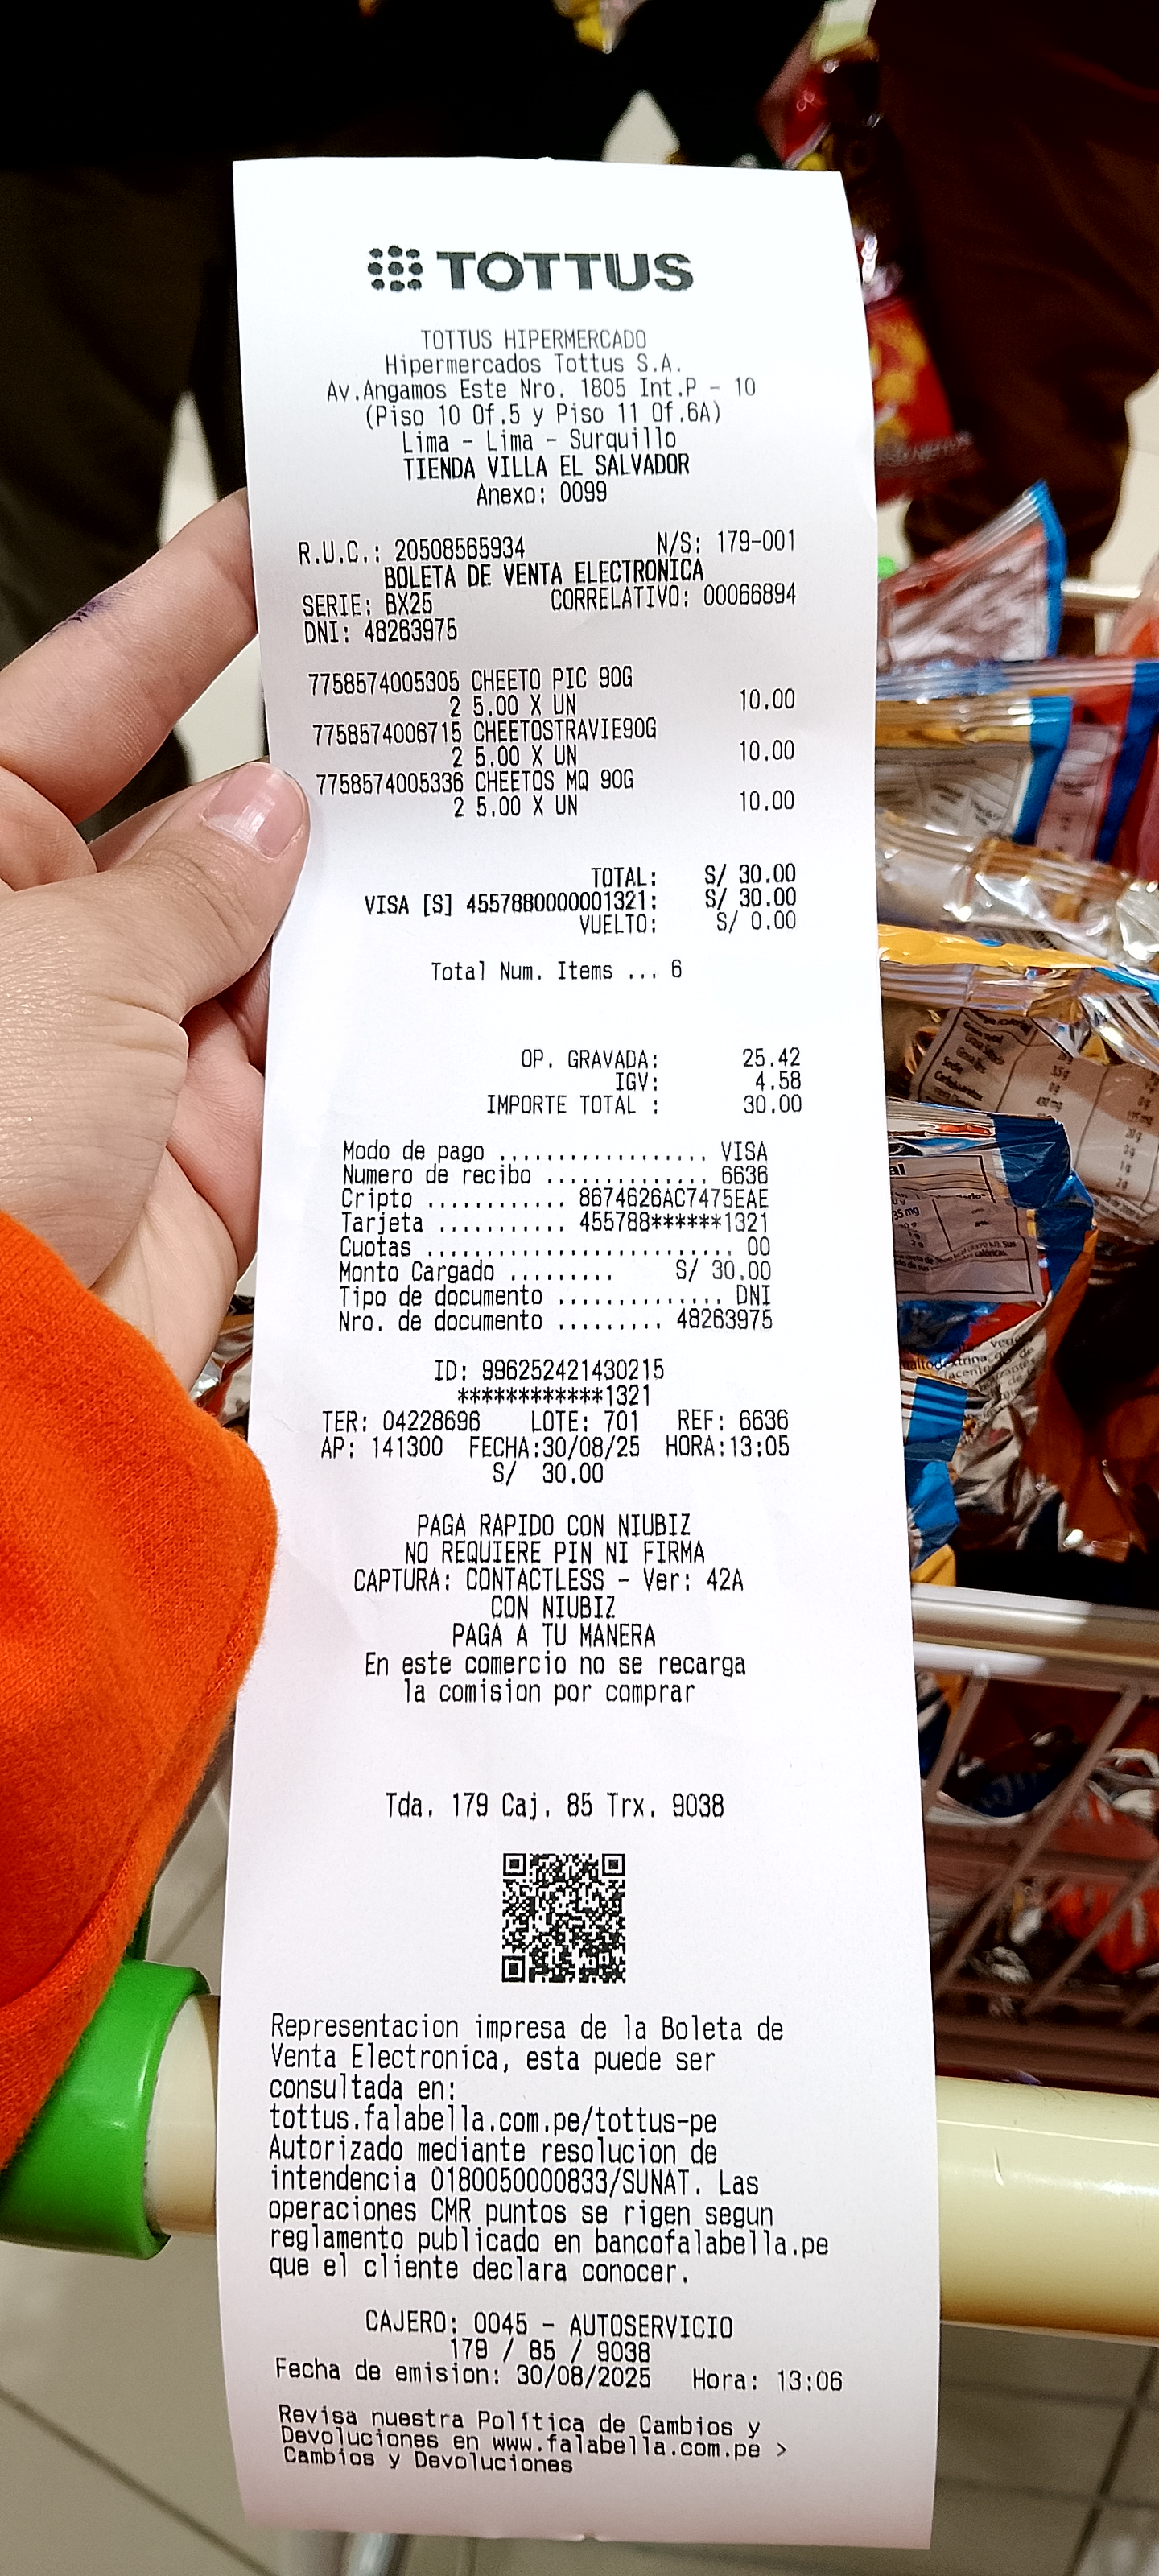 TOTTUS
TOTTUS HIPERMERCADO
Hipermercados Tottus S.A.
Av.Angamos Este Nro. 1805 Int.P - 10
(Piso 10 Of.5 y Piso 11 Of.6A)
Lima - Lima - Surquillo
TIENDA VILLA EL SALVADOR
Anexo: 0099
R.U.C.: 20508565934 N/S: 179-001
BOLETA DE VENTA ELECTRONICA
SERIE: BX25 CORRELATIVO: 00066894
DNI: 48263975
7758574005305 CHEETO PIC 90G
2 5.00 X UN 10.00
7758574006715 CHEETOSTRAVIE90G
2 5.00 X UN 10.00
7758574005336 CHEETOS MQ 90G
2 5.00 X UN 10.00
TOTAL: S/ 30.00
VISA [S] 4557880000001321: S/ 30.00
VUELTO: S/ 0.00
Total Num. Items ... 6
OP. GRAVADA: 25.42
IGV: 4.58
IMPORTE TOTAL : 30.00
Modo de pago .................. VISA
Numero de recibo .............. 6636
Cripto ............ 8674626AC7475EAE
Tarjeta ........... 455788******1321
Cuotas .......................... 00
Monto Cargado ......... S/ 30.00
Tipo de documento .............. DNI
Nro. de documento ......... 48263975
ID: 996252421430215
************1321
TER: 04228696 LOTE: 701 REF: 6636
AP: 141300 FECHA:30/08/25 HORA:13:05
S/ 30.00
PAGA RAPIDO CON NIUBIZ
NO REQUIERE PIN NI FIRMA
CAPTURA: CONTACTLESS - Ver: 42A
CON NIUBIZ
PAGA A TU MANERA
En este comercio no se recarga
la comision por comprar
Tda. 179 Caj. 85 Trx. 9038
Representacion impresa de la Boleta de
Venta Electronica, esta puede ser
consultada en:
tottus.falabella.com.pe/tottus-pe
Autorizado mediante resolucion de
intendencia 0180050000833/SUNAT. Las
operaciones CMR puntos se rigen segun
reglamento publicado en bancofalabella.pe
que el cliente declara conocer.
CAJERO: 0045 - AUTOSERVICIO
179 / 85 / 9038
Fecha de emision: 30/08/2025 Hora: 13:06
Revisa nuestra Política de Cambios y
Devoluciones en www.falabella.com.pe >
Cambios y Devoluciones